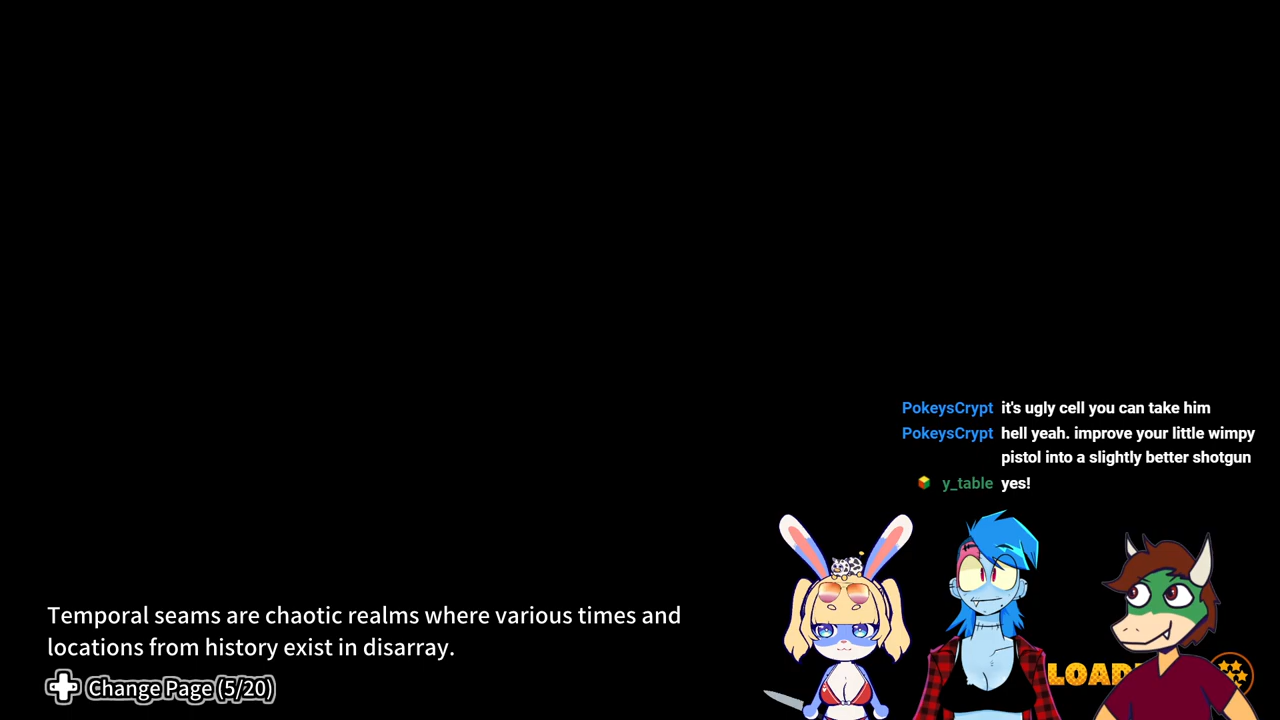 PokeysCrypt it's ugly cell you can take him
PokeysCrypt hell yeah. improve your little wimpy
pistol into a slightly better shotgun
y_table yes!
Temporal seams are chaotic realms where various times and
locations from history exist in disarray.
Change Page (5/20)
LOAD